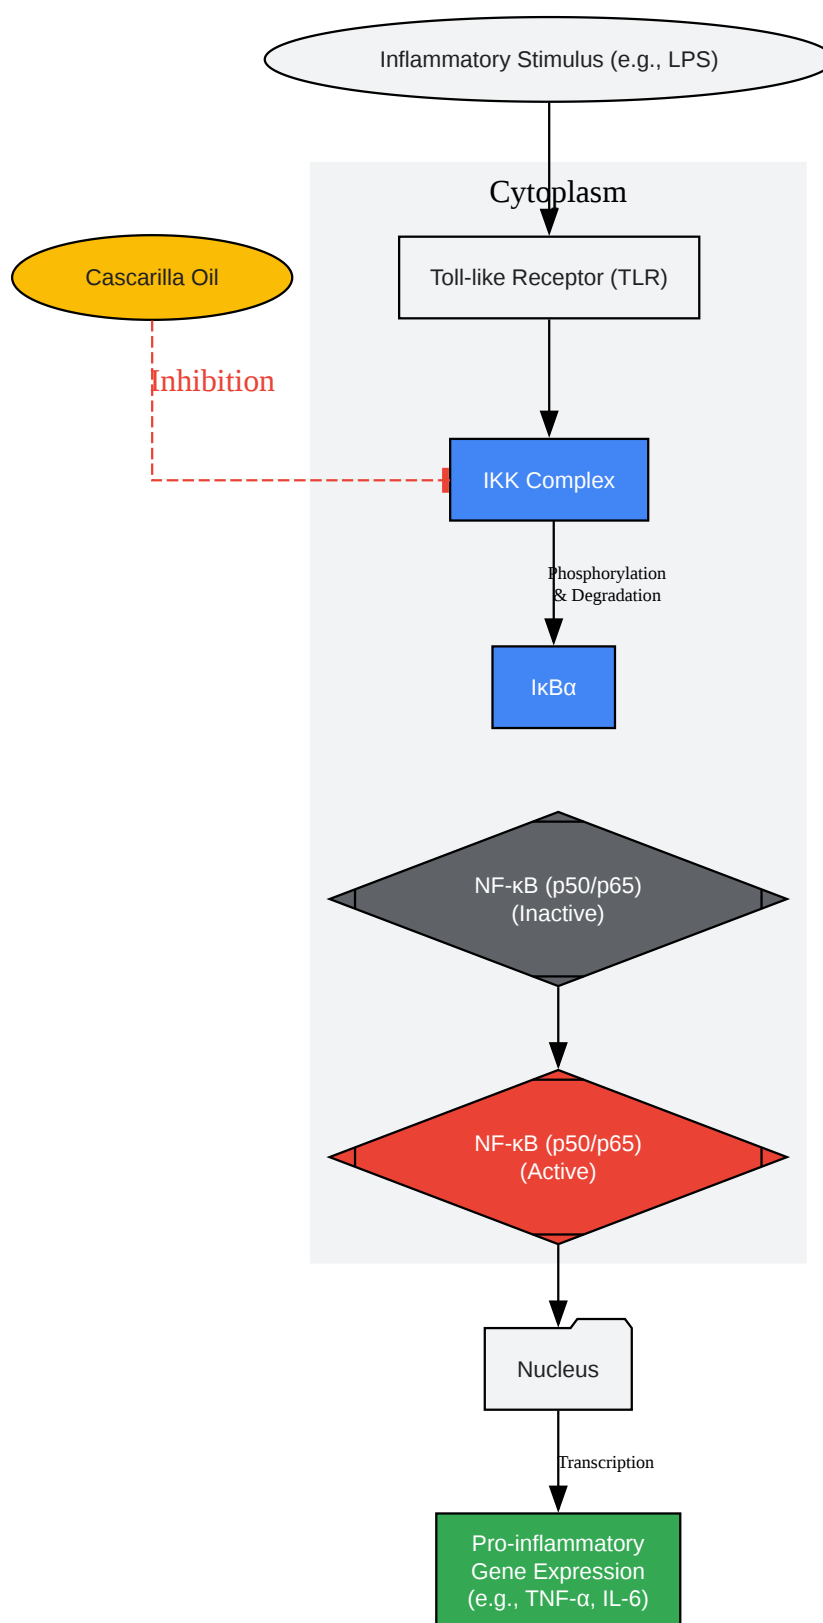 Inflammatory Stimulus (e.g., LPS)
Cytoplasm
Toll-like Receptor (TLR)
Cascarilla Oil
Inhibition
IKK Complex
Phosphorylation
& Degradation
IκBα
NF-κB (p50/p65)
(Inactive)
NF-κB (p50/p65)
(Active)
Nucleus
Transcription
Pro-inflammatory
Gene Expression
(e.g., TNF-α, IL-6)